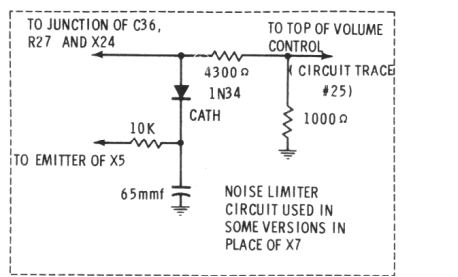 TO JUNCTION OF C36,
R27 AND X24
TO TOP OF VOLUME
CONTROL
(CIRCUIT TRACE
#25)
4300Ω
1N34
CATH
1000Ω
10K
TO EMITTER OF X5
65mmf
NOISE LIMITER
CIRCUIT USED IN
SOME VERSIONS IN
PLACE OF X7